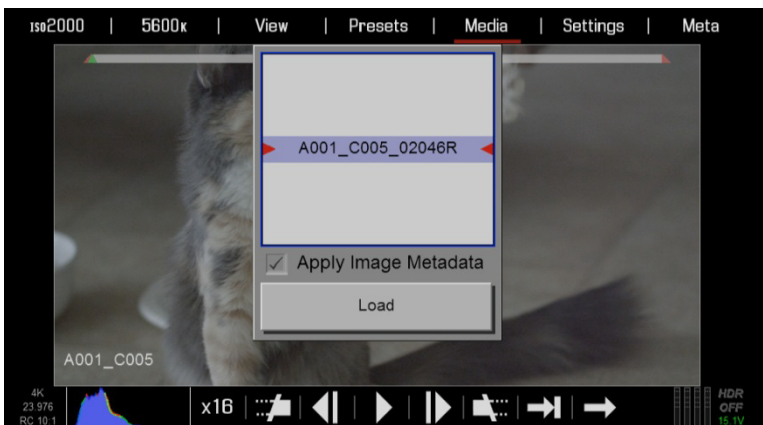 ISO2000 | 5600K | View | Presets | Media | Settings | Meta
A001_C005_02046R
Apply Image Metadata
Load
A001_C005
4K
23 976
RC 10:1
x16
HDR
OFF
15.1V